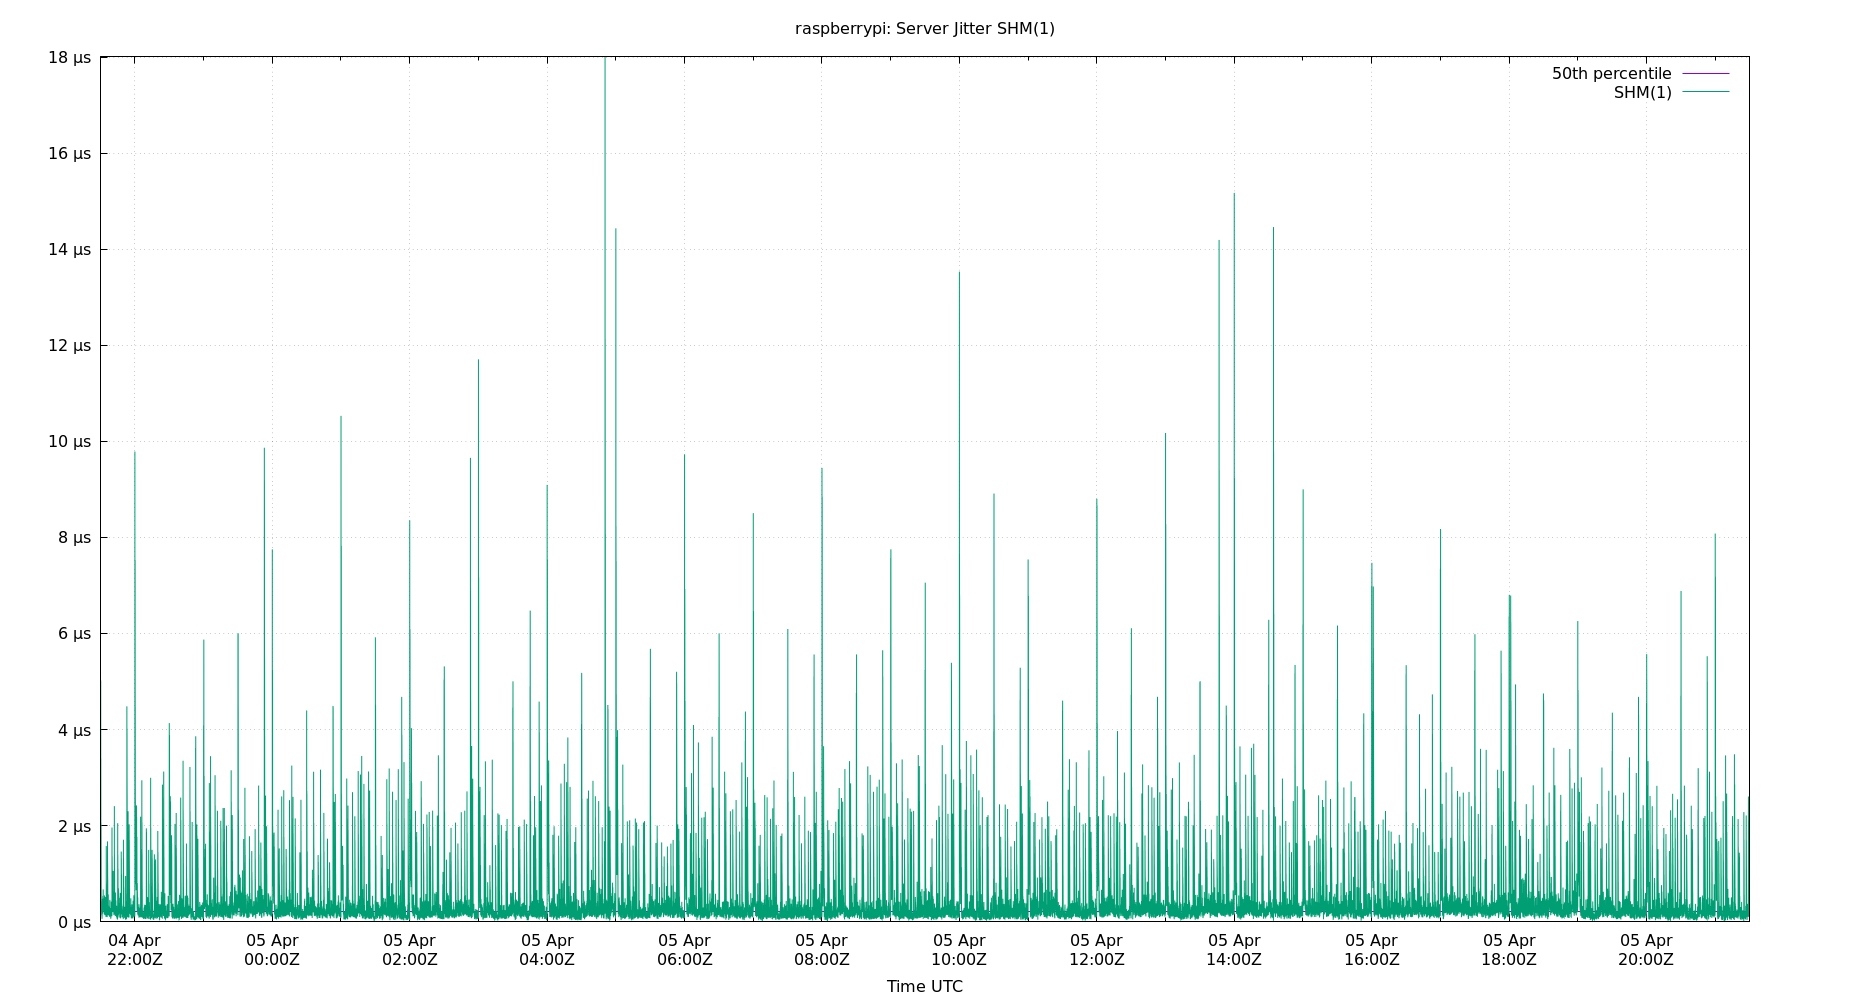 raspberrypi: Server Jitter SHM(1)
18 µs
16 µs
14 µs
12 µs
10 µs
8 µs
6 µs
4 µs
2 µs
0 µs
50th percentile
SHM(1)
04 Apr 05 Apr 05 Apr 05 Apr 05 Apr 05 Apr 05 Apr 05 Apr 05 Apr 05 Apr 05 Apr 05 Apr
22:00Z 00:00Z 02:00Z 04:00Z 06:00Z 08:00Z 10:00Z 12:00Z 14:00Z 16:00Z 18:00Z 20:00Z
Time UTC